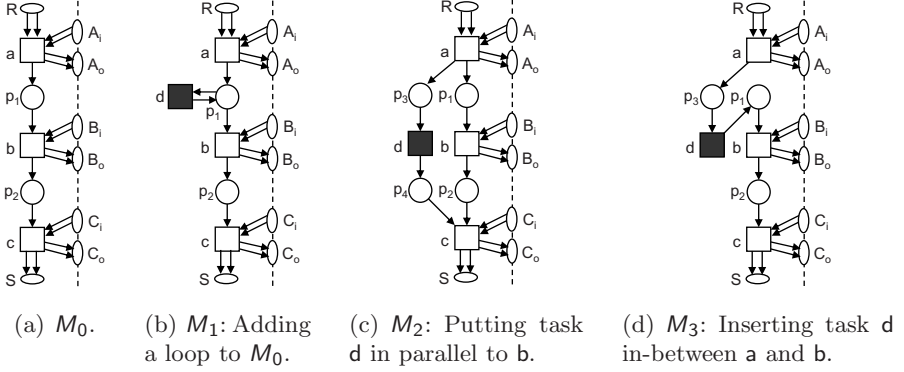 R
A_i
a
A_o
p_1
B_i
b
B_o
p_2
C_i
c
C_o
S
(a) M_0.
R
A_i
a
A_o
d
p_1
B_i
b
B_o
p_2
C_i
c
C_o
S
(b) M_1: Adding
a loop to M_0.
R
A_i
a
A_o
p_3
p_1
B_i
d
b
B_o
p_4
p_2
C_i
c
C_o
S
(c) M_2: Putting task
d in parallel to b.
R
A_i
a
A_o
p_3
p_1
B_i
d
b
B_o
p_2
C_i
c
C_o
S
(d) M_3: Inserting task d
in-between a and b.